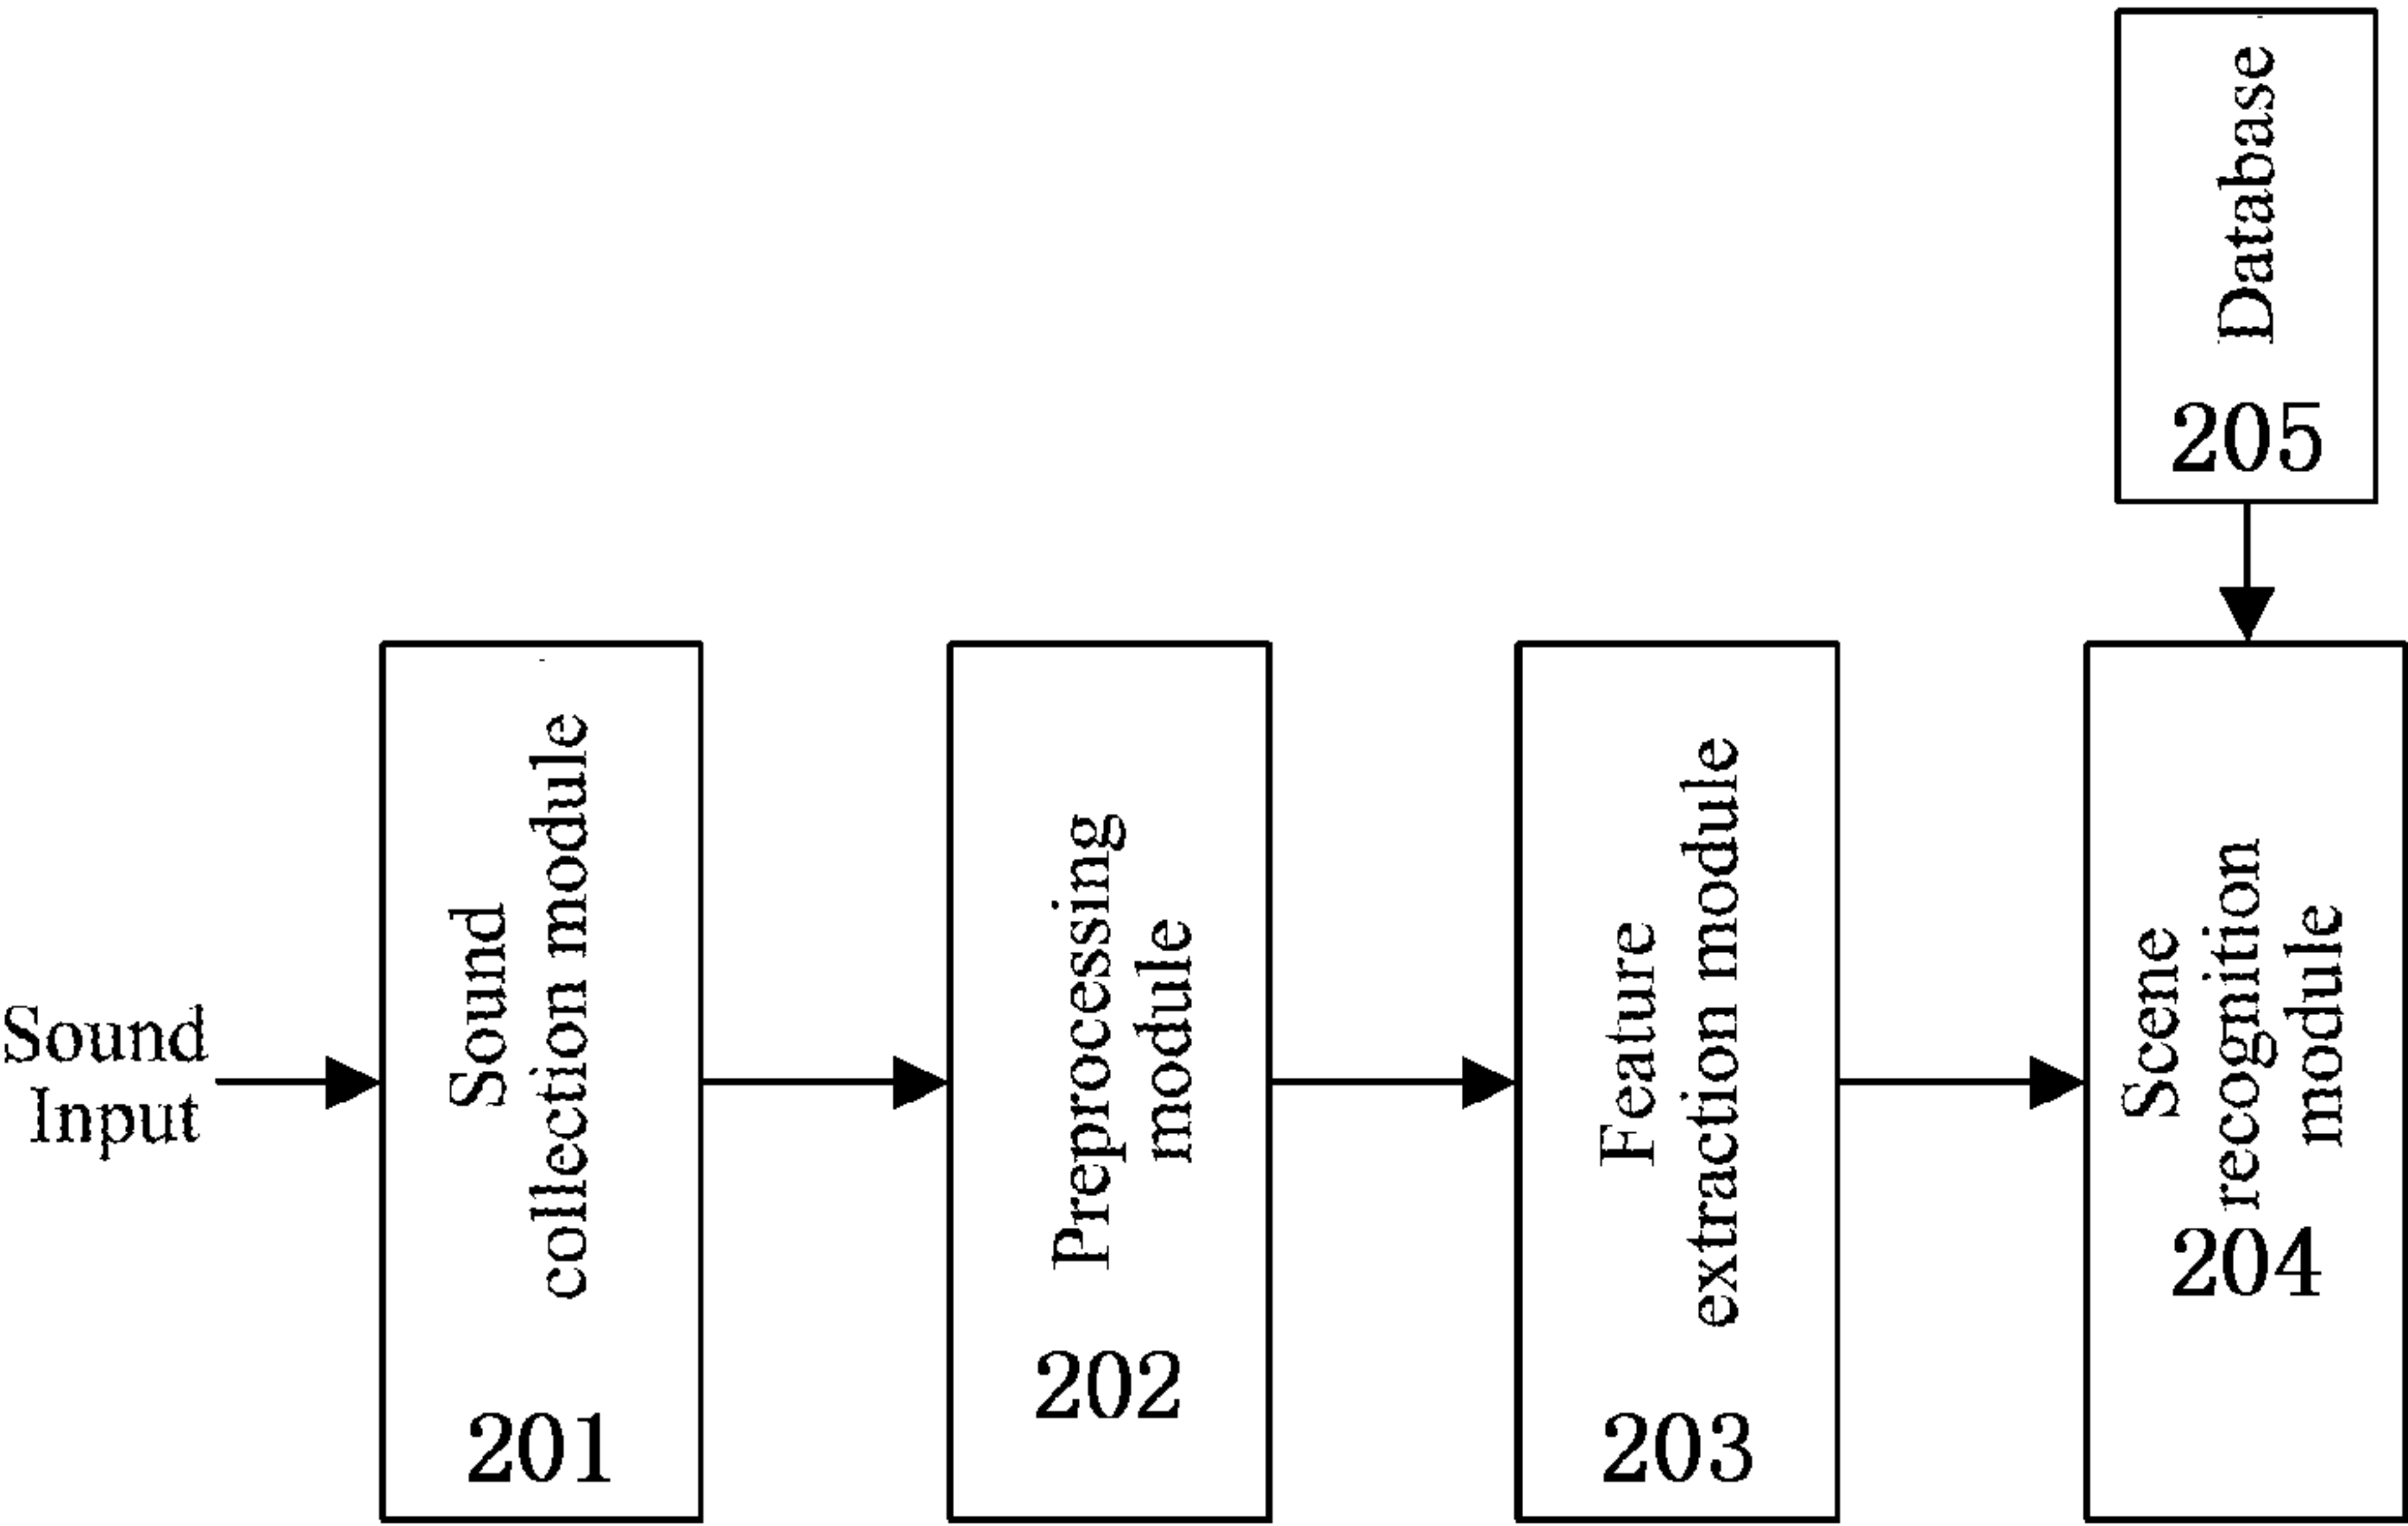 Sound
Input
Sound
collection module
201
Preprocessing
module
202
Feature
extraction module
203
Scene
recognition
module
204
Database
205